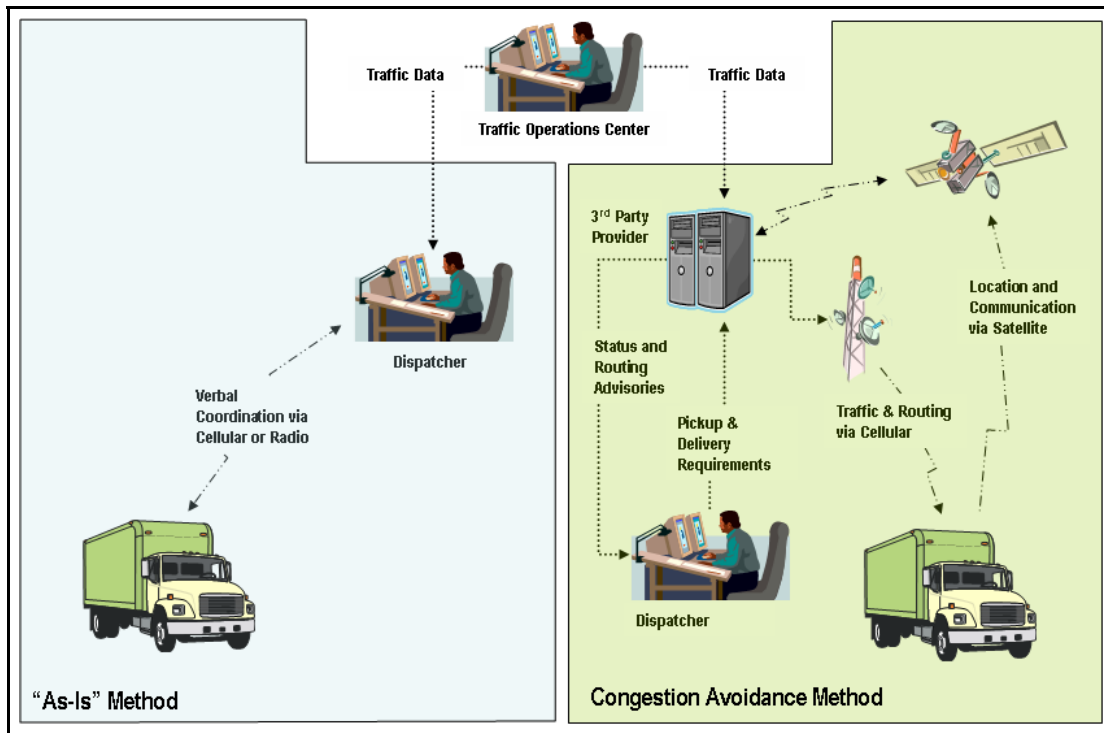 Traffic Data
Traffic Data
Traffic Operations Center
3rd Party
Provider
Dispatcher
Verbal
Coordination via
Cellular or Radio
Status and
Routing
Advisories
Pickup &
Delivery
Requirements
Location and
Communication
via Satellite
Traffic & Routing
via Cellular
Dispatcher
“As-Is” Method
Congestion Avoidance Method